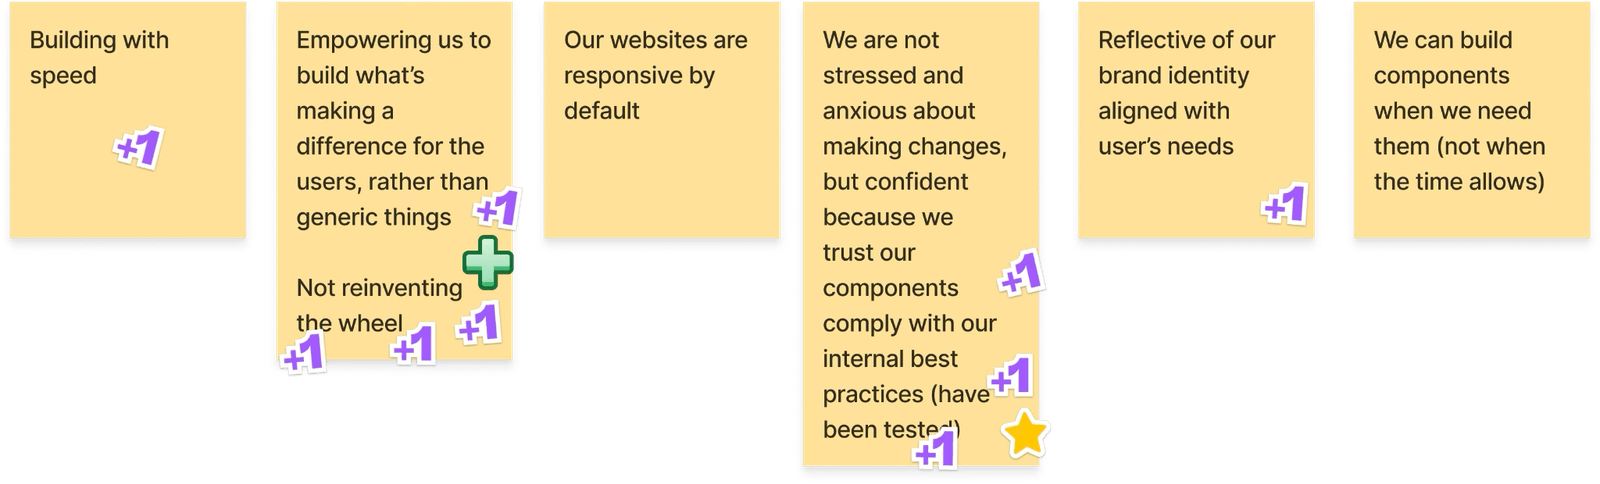 Building with
speed
+1
Empowering us to
build what’s
making a
difference for the
users, rather than
generic things
+1
Not reinventing
the wheel
+1
+1
+1
Our websites are
responsive by
default
We are not
stressed and
anxious about
making changes,
but confident
because we
trust our
components
comply with our
internal best
practices (have
been tested)
+1
+1
+1
Reflective of our
brand identity
aligned with
user’s needs
+1
We can build
components
when we need
them (not when
the time allows)